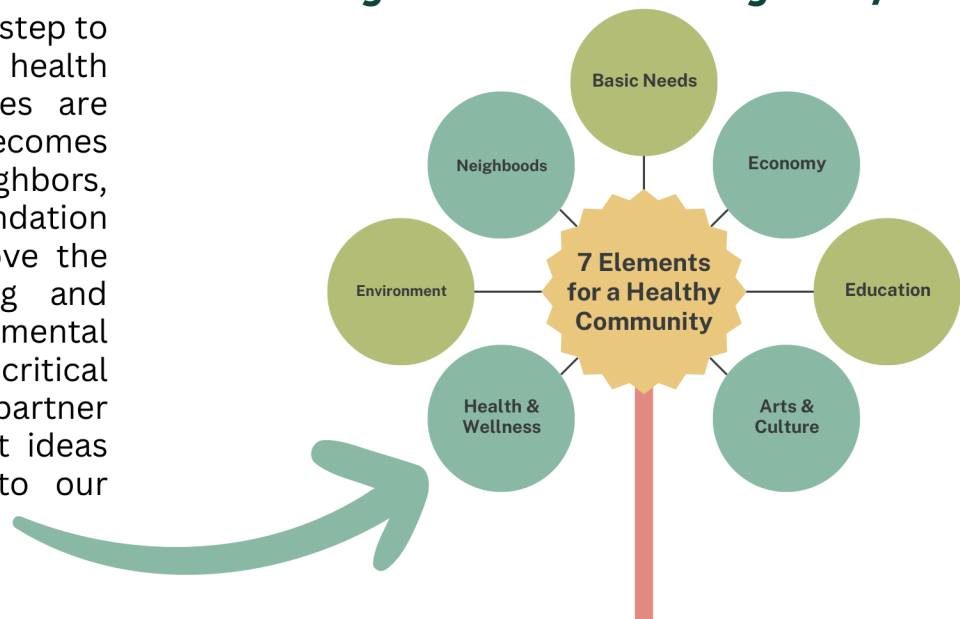 step to
health
es are
ecomes
ghbors,
ndation
ove the
g and
mental
critical
partner
t ideas
to our
Basic Needs
Neighboods
Economy
Environment
7 Elements
for a Healthy
Community
Education
Health &
Wellness
Arts &
Culture